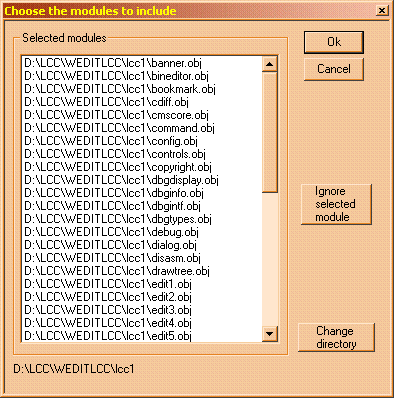 Choose the modules to include
Selected modules
D:\LCC\WEDITLCC\lcc1\banner.obj
D:\LCC\WEDITLCC\lcc1\bineditor.obj
D:\LCC\WEDITLCC\lcc1\bookmark.obj
D:\LCC\WEDITLCC\lcc1\cdiff.obj
D:\LCC\WEDITLCC\lcc1\cmscore.obj
D:\LCC\WEDITLCC\lcc1\command.obj
D:\LCC\WEDITLCC\lcc1\config.obj
D:\LCC\WEDITLCC\lcc1\controls.obj
D:\LCC\WEDITLCC\lcc1\copyright.obj
D:\LCC\WEDITLCC\lcc1\dbgdisplay.obj
D:\LCC\WEDITLCC\lcc1\dbginfo.obj
D:\LCC\WEDITLCC\lcc1\dbgintf.obj
D:\LCC\WEDITLCC\lcc1\dbgtypes.obj
D:\LCC\WEDITLCC\lcc1\debug.obj
D:\LCC\WEDITLCC\lcc1\dialog.obj
D:\LCC\WEDITLCC\lcc1\disasm.obj
D:\LCC\WEDITLCC\lcc1\drawtree.obj
D:\LCC\WEDITLCC\lcc1\edit1.obj
D:\LCC\WEDITLCC\lcc1\edit2.obj
D:\LCC\WEDITLCC\lcc1\edit3.obj
D:\LCC\WEDITLCC\lcc1\edit4.obj
D:\LCC\WEDITLCC\lcc1\edit5.obj
Ok
Cancel
Ignore
selected
module
Change
directory
D:\LCC\WEDITLCC\lcc1